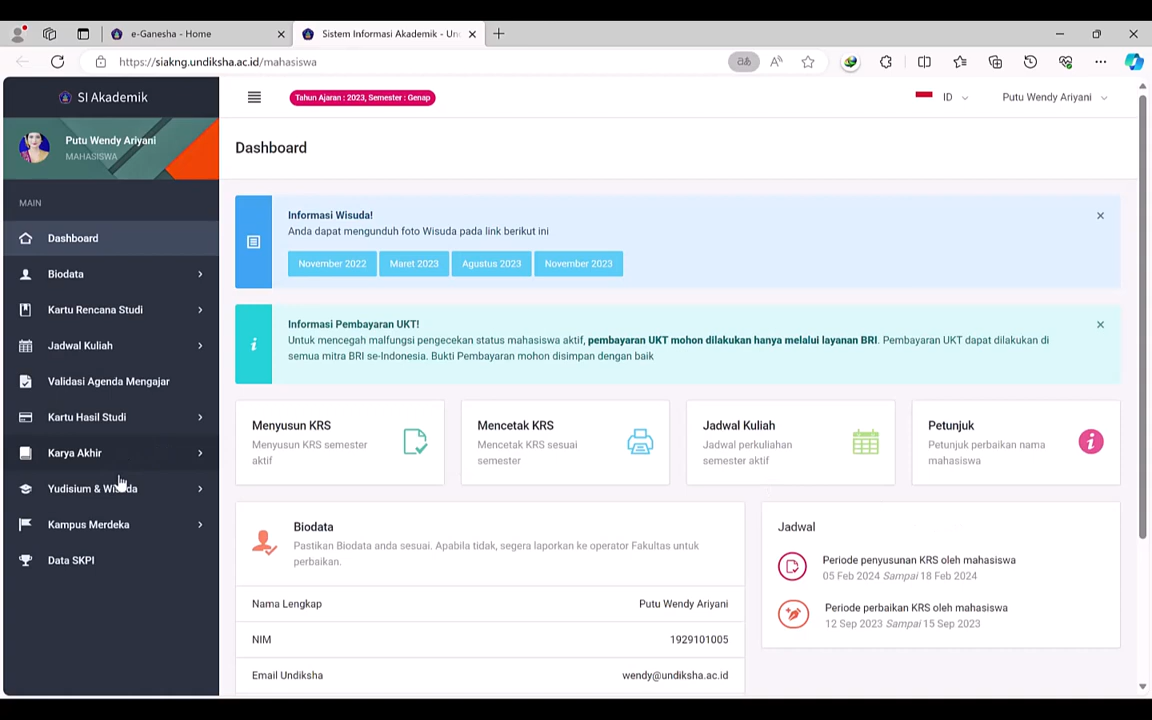 e-Ganesha - Home
Sistem Informasi Akademik - Un
https://siakng.undiksha.ac.id/mahasiswa
SI Akademik
Tahun Ajaran : 2023, Semester : Genap
ID
Putu Wendy Ariyani
Putu Wendy Ariyani
MAHASISWA
MAIN
Dashboard
Biodata
Kartu Rencana Studi
Jadwal Kuliah
Validasi Agenda Mengajar
Kartu Hasil Studi
Karya Akhir
Yudisium & Wisuda
Kampus Merdeka
Data SKPI
Dashboard
Informasi Wisuda!
Anda dapat mengunduh foto Wisuda pada link berikut ini
November 2022
Maret 2023
Agustus 2023
November 2023
Informasi Pembayaran UKT!
Untuk mencegah malfungsi pengecekan status mahasiswa aktif, pembayaran UKT mohon dilakukan hanya melalui layanan BRI. Pembayaran UKT dapat dilakukan di
semua mitra BRI se-Indonesia. Bukti Pembayaran mohon disimpan dengan baik
Menyusun KRS
Menyusun KRS semester
aktif
Mencetak KRS
Mencetak KRS sesuai
semester
Jadwal Kuliah
Jadwal perkuliahan
semester aktif
Petunjuk
Petunjuk perbaikan nama
mahasiswa
Biodata
Pastikan Biodata anda sesuai. Apabila tidak, segera laporkan ke operator Fakultas untuk
perbaikan.
Nama Lengkap
Putu Wendy Ariyani
NIM
1929101005
Email Undiksha
wendy@undiksha.ac.id
Jadwal
Periode penyusunan KRS oleh mahasiswa
05 Feb 2024 Sampai 18 Feb 2024
Periode perbaikan KRS oleh mahasiswa
12 Sep 2023 Sampai 15 Sep 2023